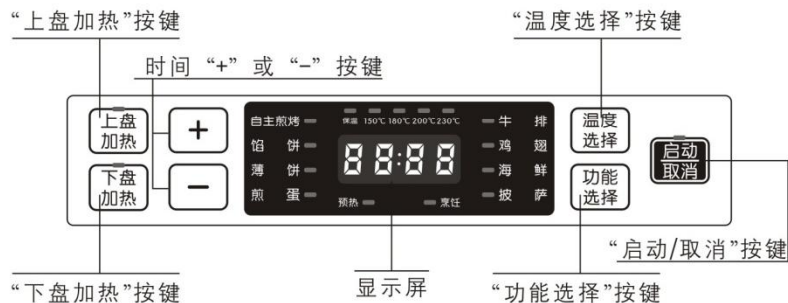 “上盘加热”按键
“温度选择”按键
时间 “+” 或 “-” 按键
上盘
加热
+
自主煎烤
保温 150℃ 180℃ 200℃ 230℃
牛 排
温度
选择
启动
取消
馅 饼
88:88
鸡 翅
薄 饼
海 鲜
下盘
加热
−
煎 蛋
预热
烹饪
披 萨
功能
选择
“启动/取消”按键
“下盘加热”按键
显示屏
“功能选择”按键